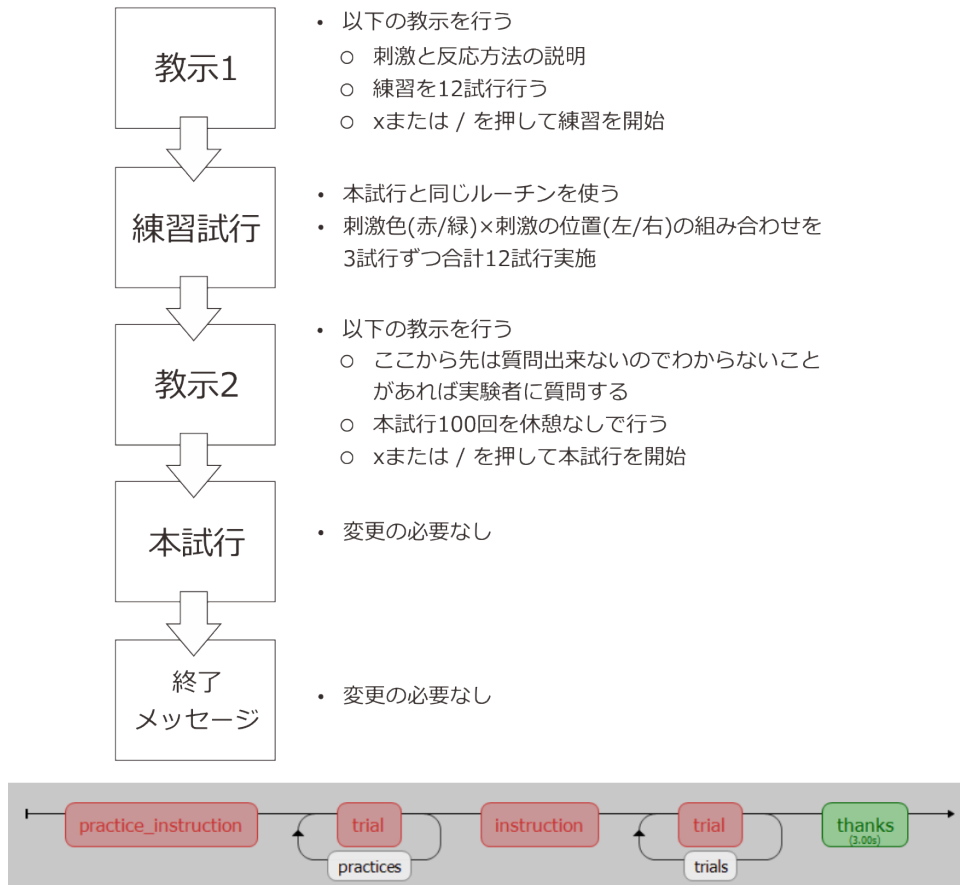 教示1
• 以下の教示を行う
○ 刺激と反応方法の説明
○ 練習を12試行行う
○ xまたは / を押して練習を開始
練習試行
• 本試行と同じルーチンを使う
• 刺激色(赤/緑)×刺激の位置(左/右)の組み合わせを
3試行ずつ合計12試行実施
教示2
• 以下の教示を行う
○ ここから先は質問出来ないのでわからないこと
があれば実験者に質問する
○ 本試行100回を休憩なしで行う
○ xまたは / を押して本試行を開始
本試行
• 変更の必要なし
終了
メッセージ
• 変更の必要なし
practice_instruction
trial
practices
instruction
trial
trials
thanks
(3.00s)